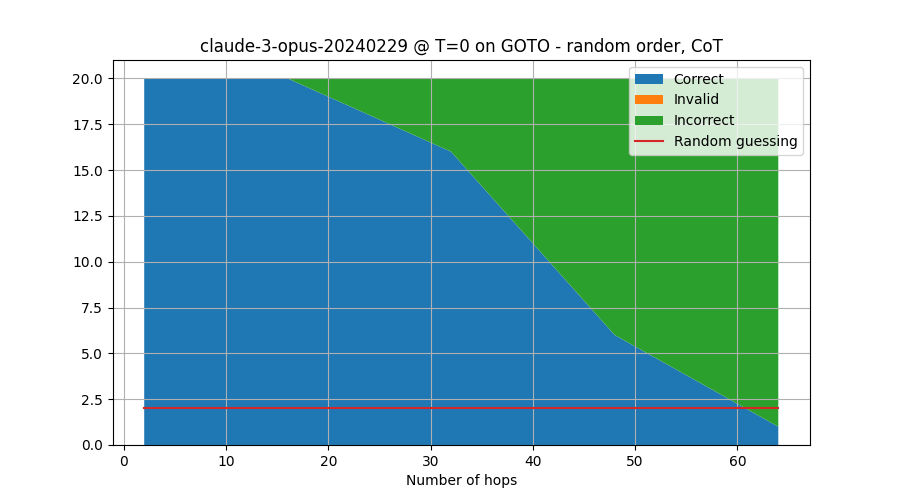 claude-3-opus-20240229 @ T=0 on GOTO - random order, CoT
20.0
17.5
15.0
12.5
10.0
7.5
5.0
2.5
0.0
Correct
Invalid
Incorrect
Random guessing
0 10 20 30 40 50 60
Number of hops